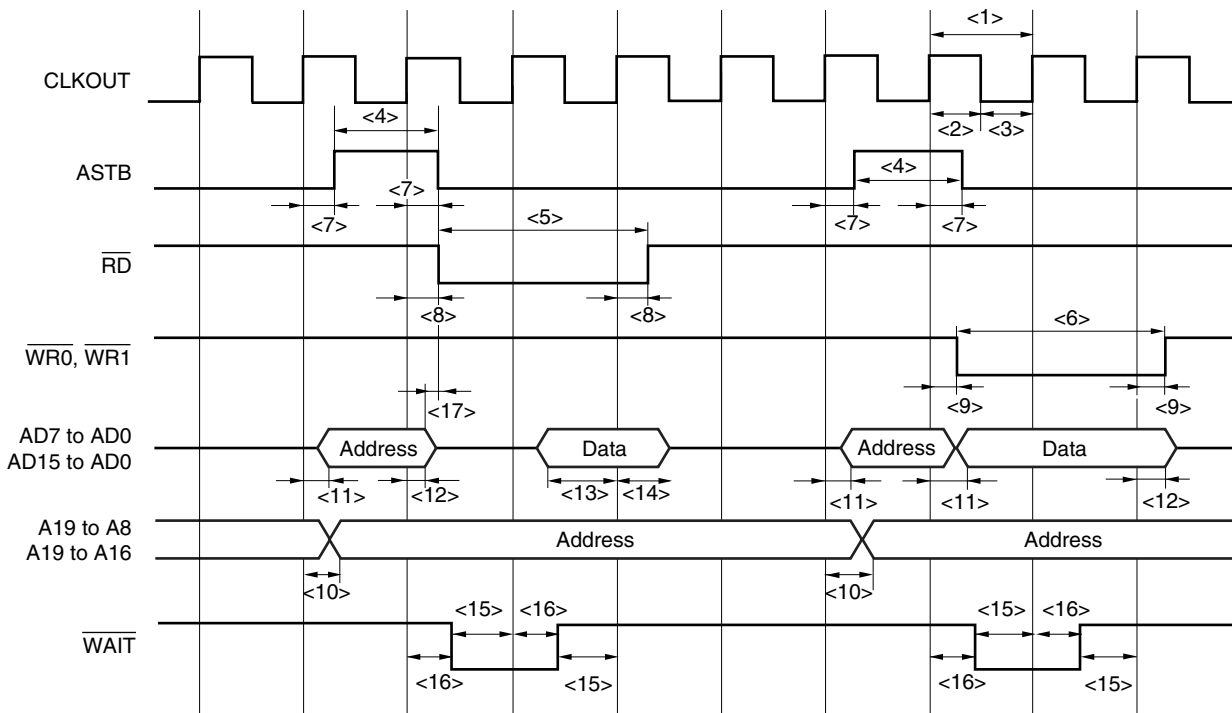 <1>
CLKOUT
<4>
<2> <3>
ASTB
<7>
<4>
<7>
<5>
<7>
<7>
RD
<8>
<8>
<6>
WR0, WR1
<17>
<9>
<9>
AD7 to AD0
AD15 to AD0
Address
Data
Address
Data
<11>
<12>
<13>
<14>
<11>
<11>
<12>
A19 to A8
A19 to A16
Address
Address
<10>
<10>
<15>
<16>
<15>
<16>
WAIT
<16>
<15>
<16>
<15>